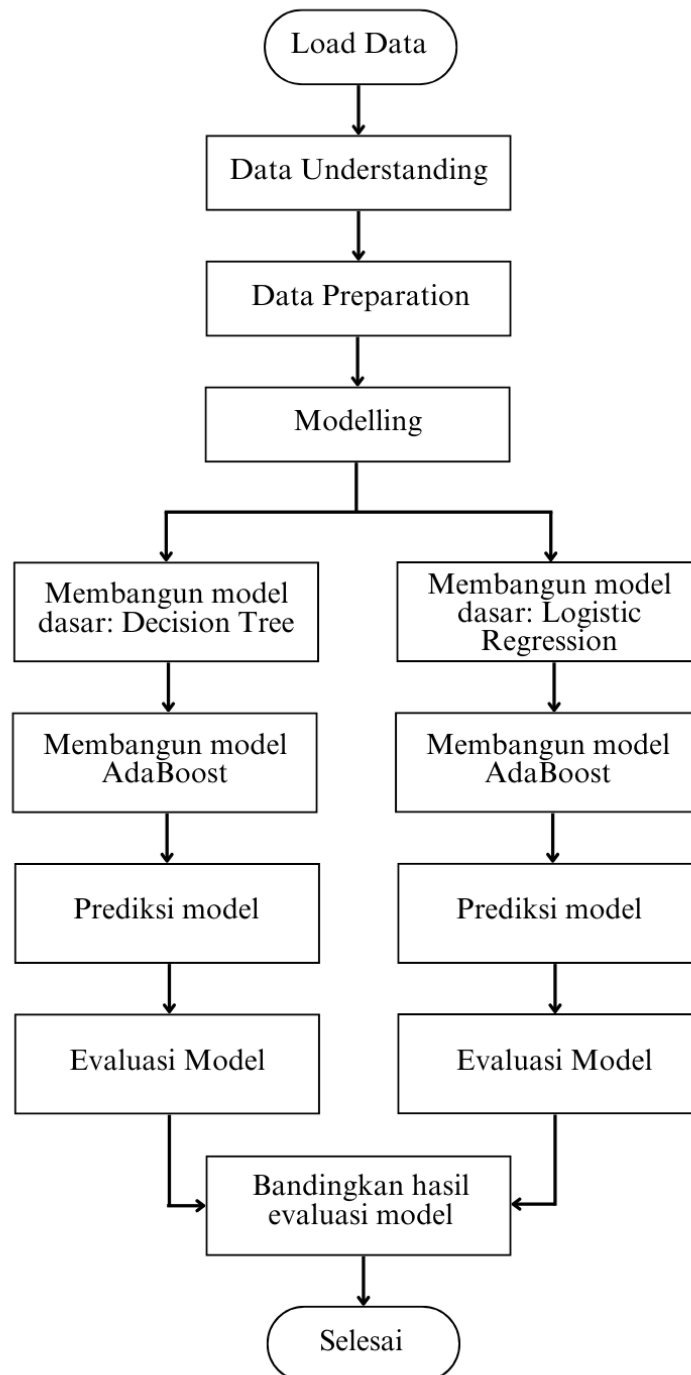 Load Data
Data Understanding
Data Preparation
Modelling
Membangun model
dasar: Decision Tree
Membangun model
dasar: Logistic
Regression
Membangun model
AdaBoost
Membangun model
AdaBoost
Prediksi model
Prediksi model
Evaluasi Model
Evaluasi Model
Bandingkan hasil
evaluasi model
Selesai